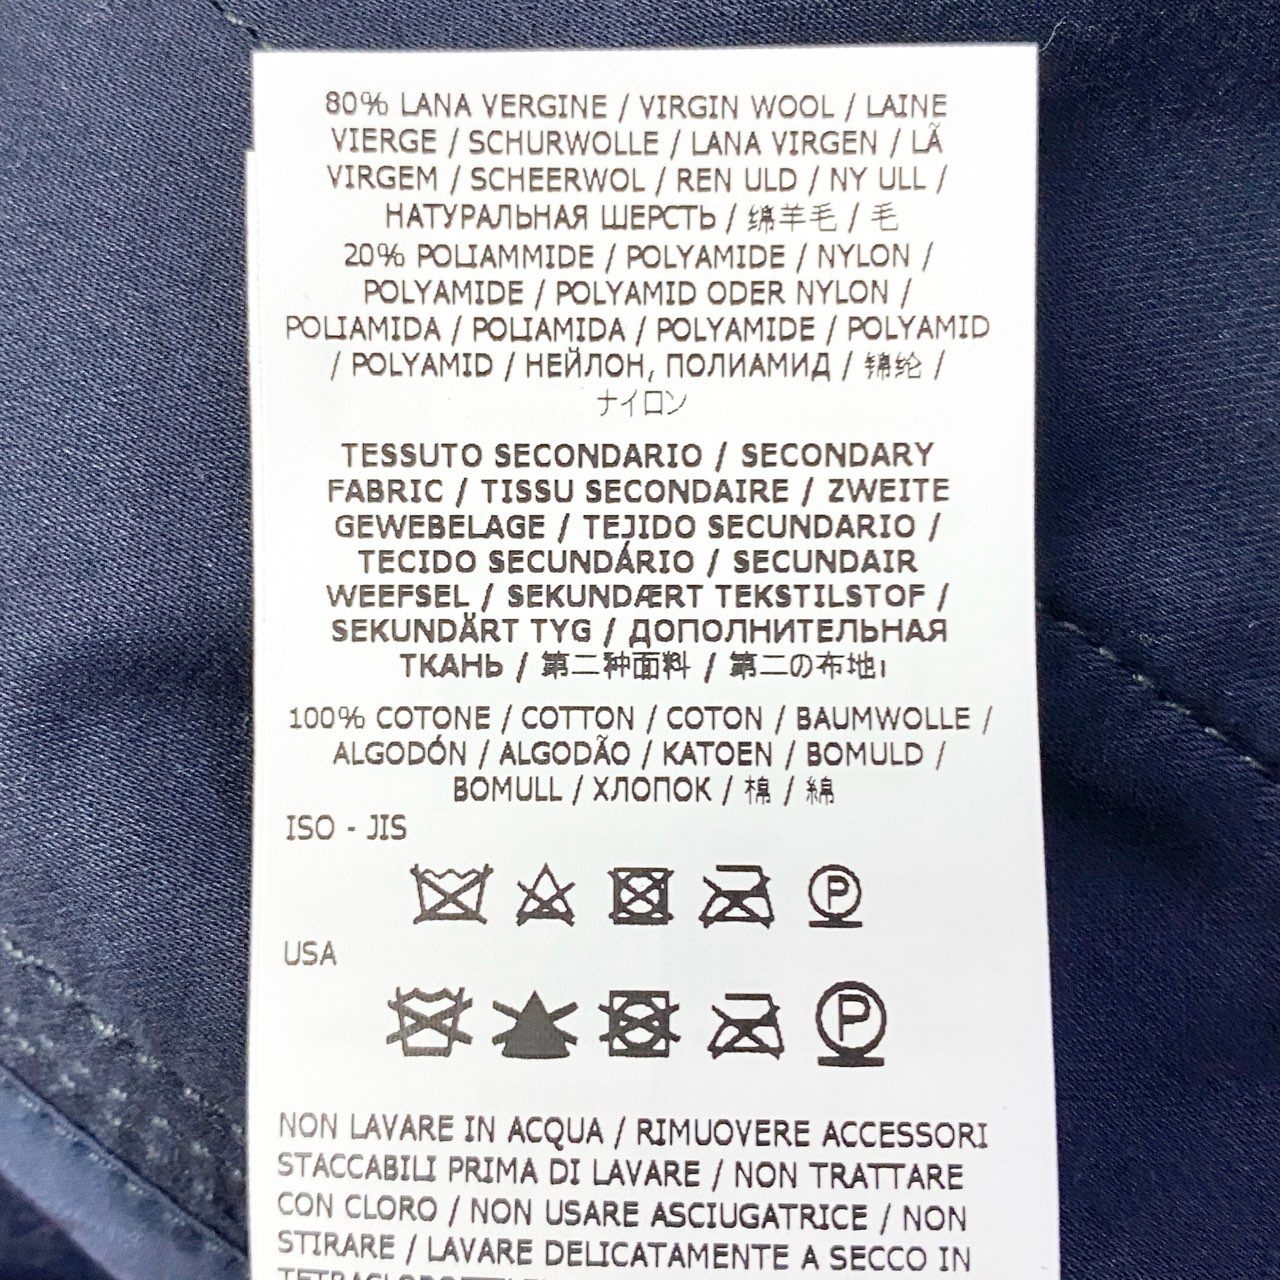 80% LANA VERGINE / VIRGIN WOOL / LAINE
VIERGE / SCHURWOLLE / LANA VIRGEN / LÃ
VIRGEM / SCHEERWOL / REN ULD / NY ULL /
НАТУРАЛЬНАЯ ШЕРСТЬ / 绵羊毛 / 毛
20% POLIAMMIDE / POLYAMIDE / NYLON /
POLYAMIDE / POLYAMID ODER NYLON /
POLIAMIDA / POLIAMIDA / POLYAMIDE / POLYAMID
/ POLYAMID / НЕЙЛОН, ПОЛИАМИД / 锦纶 /
ナイロン
TESSUTO SECONDARIO / SECONDARY
FABRIC / TISSU SECONDAIRE / ZWEITE
GEWEBELAGE / TEJIDO SECUNDARIO /
TECIDO SECUNDÁRIO / SECUNDAIR
WEEFSEL / SEKUNDÆRT TEKSTILSTOF /
SEKUNDÄRT TYG / ДОПОЛНИТЕЛЬНАЯ
ТКАНЬ / 第二种面料 / 第二の布地
100% COTONE / COTTON / COTON / BAUMWOLLE /
ALGODÓN / ALGODÃO / KATOEN / BOMULD /
BOMULL / ХЛОПОК / 棉 / 綿
ISO - JIS
P
USA
P
NON LAVARE IN ACQUA / RIMUOVERE ACCESSORI
STACCABILI PRIMA DI LAVARE / NON TRATTARE
CON CLORO / NON USARE ASCIUGATRICE / NON
STIRARE / LAVARE DELICATAMENTE A SECCO IN